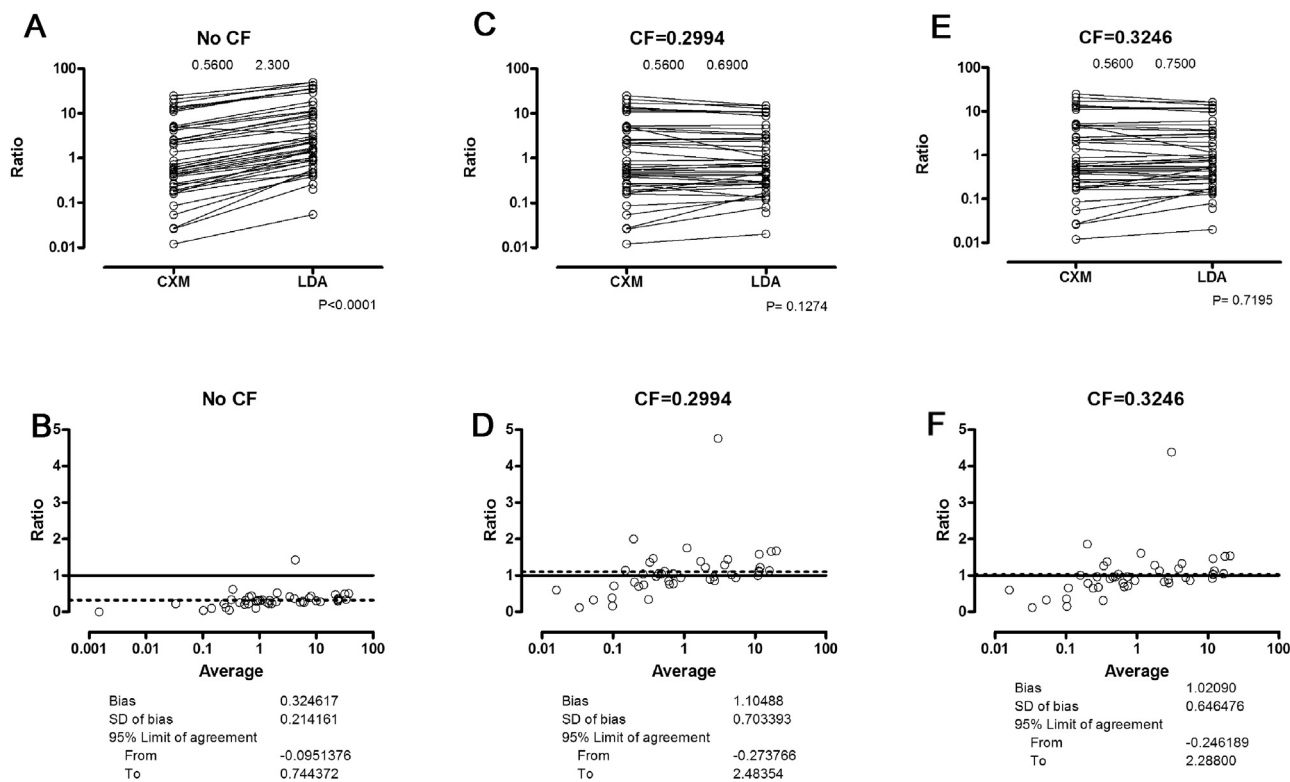 A
No CF
0.5600 2.300
100
10
1
0.1
0.01
Ratio
CXM LDA
P<0.0001
C
CF=0.2994
0.5600 0.6900
100
10
1
0.1
0.01
Ratio
CXM LDA
P= 0.1274
E
CF=0.3246
0.5600 0.7500
100
10
1
0.1
0.01
Ratio
CXM LDA
P= 0.7195
B
No CF
5
4
3
2
1
0
Ratio
0.001 0.01 0.1 1 10 100
Average
Bias 0.324617
SD of bias 0.214161
95% Limit of agreement
From -0.0951376
To 0.744372
D
CF=0.2994
5
4
3
2
1
0
Ratio
0.01 0.1 1 10 100
Average
Bias 1.10488
SD of bias 0.703393
95% Limit of agreement
From -0.273766
To 2.48354
F
CF=0.3246
5
4
3
2
1
0
Ratio
0.01 0.1 1 10 100
Average
Bias 1.02090
SD of bias 0.646476
95% Limit of agreement
From -0.246189
To 2.28800